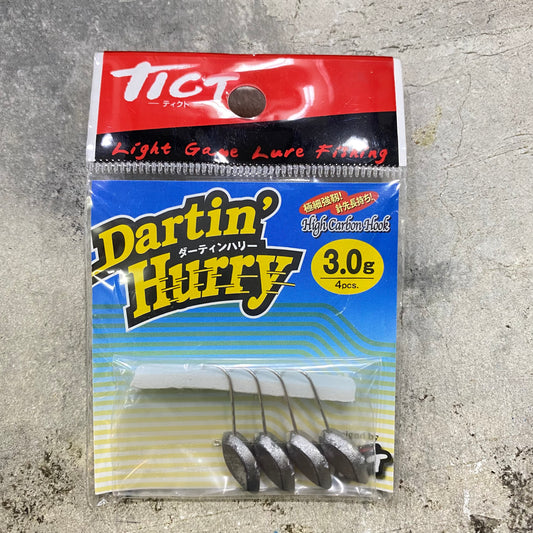 TICT
ティクト
Light Game Lure Fishing
Dartin'
ダーティンハリー
Hurry
極細強靭!
針先長持ち!
High Carbon Hook
3.0g
4pcs.
by